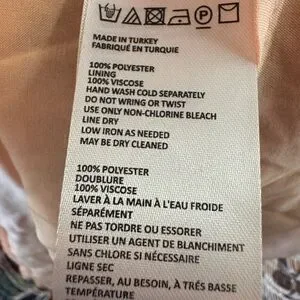 MADE IN TURKEY
FABRIQUÉ EN TURQUIE
100% POLYESTER
LINING
100% VISCOSE
HAND WASH COLD SEPARATELY
DO NOT WRING OR TWIST
USE ONLY NON-CHLORINE BLEACH
LINE DRY
LOW IRON AS NEEDED
MAY BE DRY CLEANED
100% POLYESTER
DOUBLURE
100% VISCOSE
LAVER À LA MAIN À L'EAU FROIDE
SÉPARÉMENT
NE PAS TORDRE OU ESSORER
UTILISER UN AGENT DE BLANCHIMENT
SANS CHLORE SI NÉCESSAIRE
LIGNE SEC
REPASSER, AU BESOIN, À TRÉS BASSE
TEMPÉRATURE